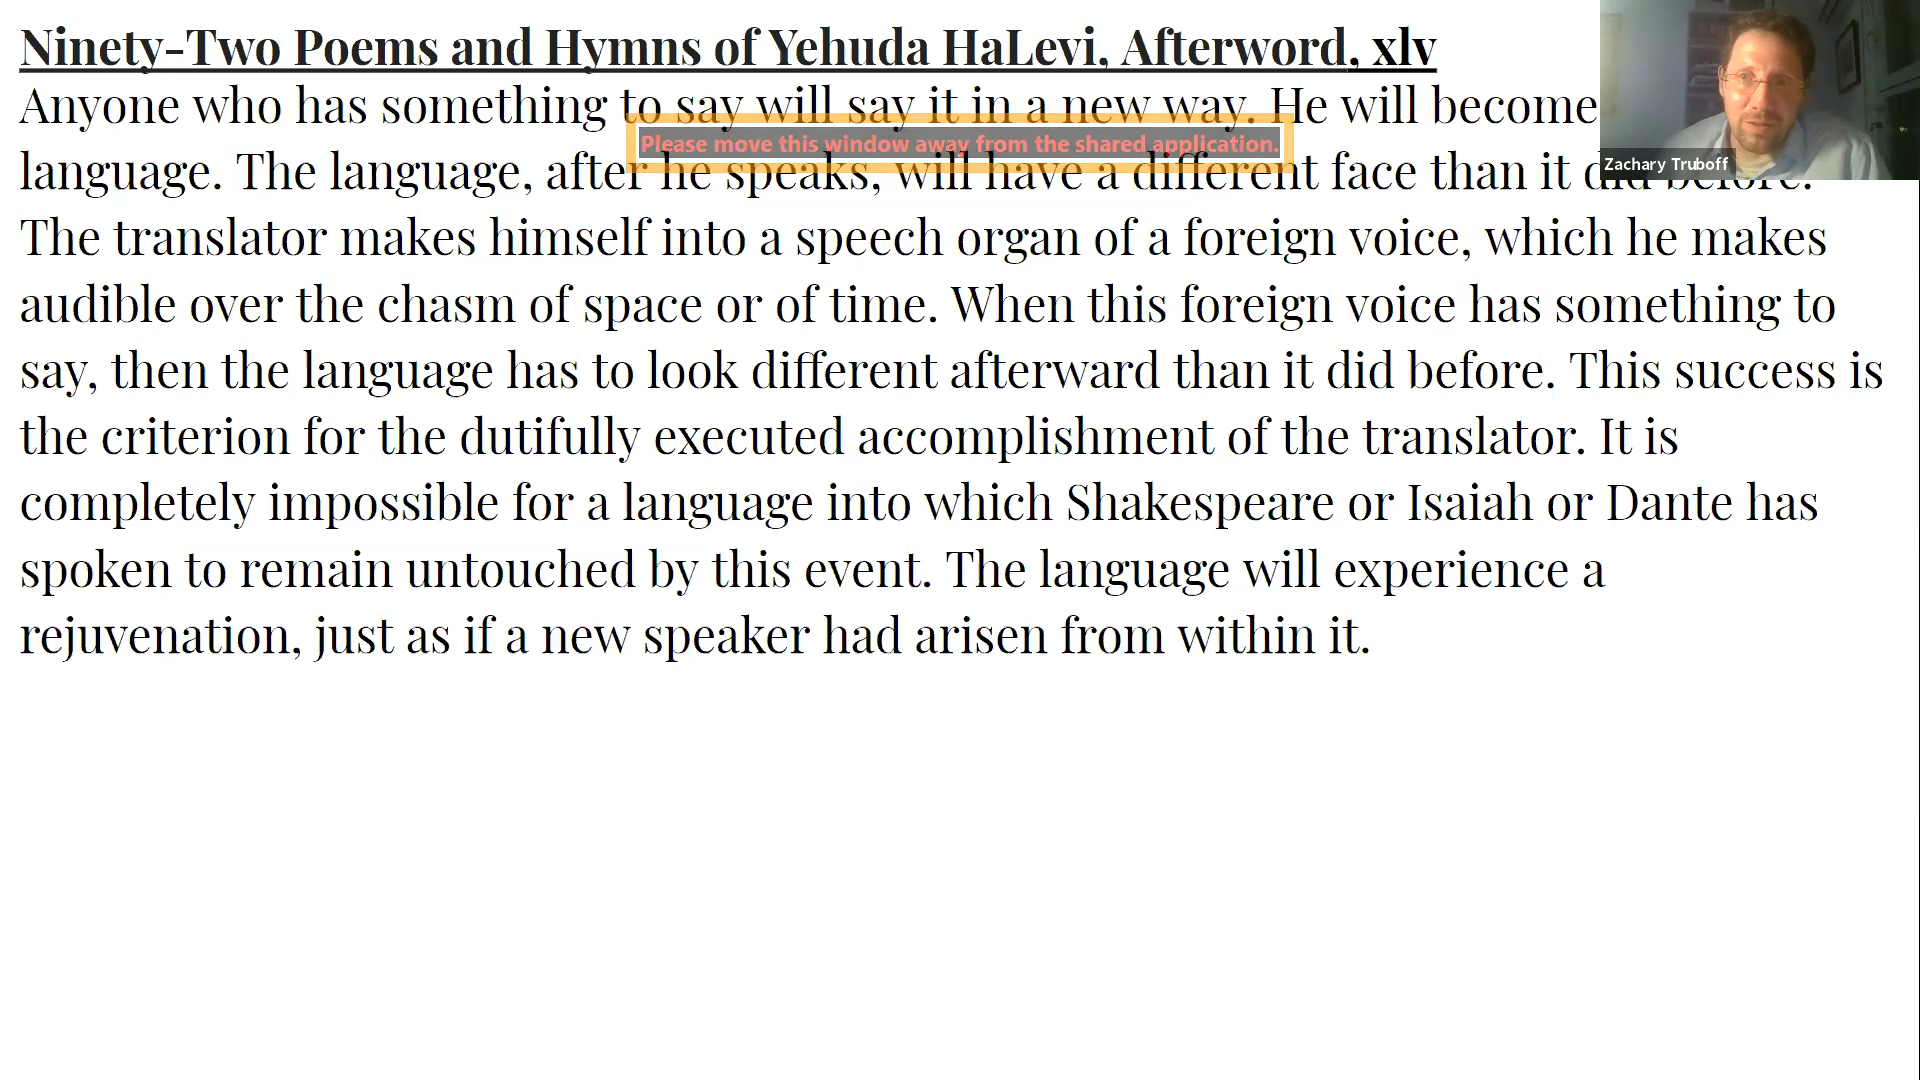 Ninety-Two Poems and Hymns of Yehuda HaLevi, Afterword, xlv
Anyone who has something to say will say it in a new way. He will become
Please move this window away from the shared application.
language. The language, after he speaks, will have a different face than it did before.
Zachary Truboff
The translator makes himself into a speech organ of a foreign voice, which he makes
audible over the chasm of space or of time. When this foreign voice has something to
say, then the language has to look different afterward than it did before. This success is
the criterion for the dutifully executed accomplishment of the translator. It is
completely impossible for a language into which Shakespeare or Isaiah or Dante has
spoken to remain untouched by this event. The language will experience a
rejuvenation, just as if a new speaker had arisen from within it.